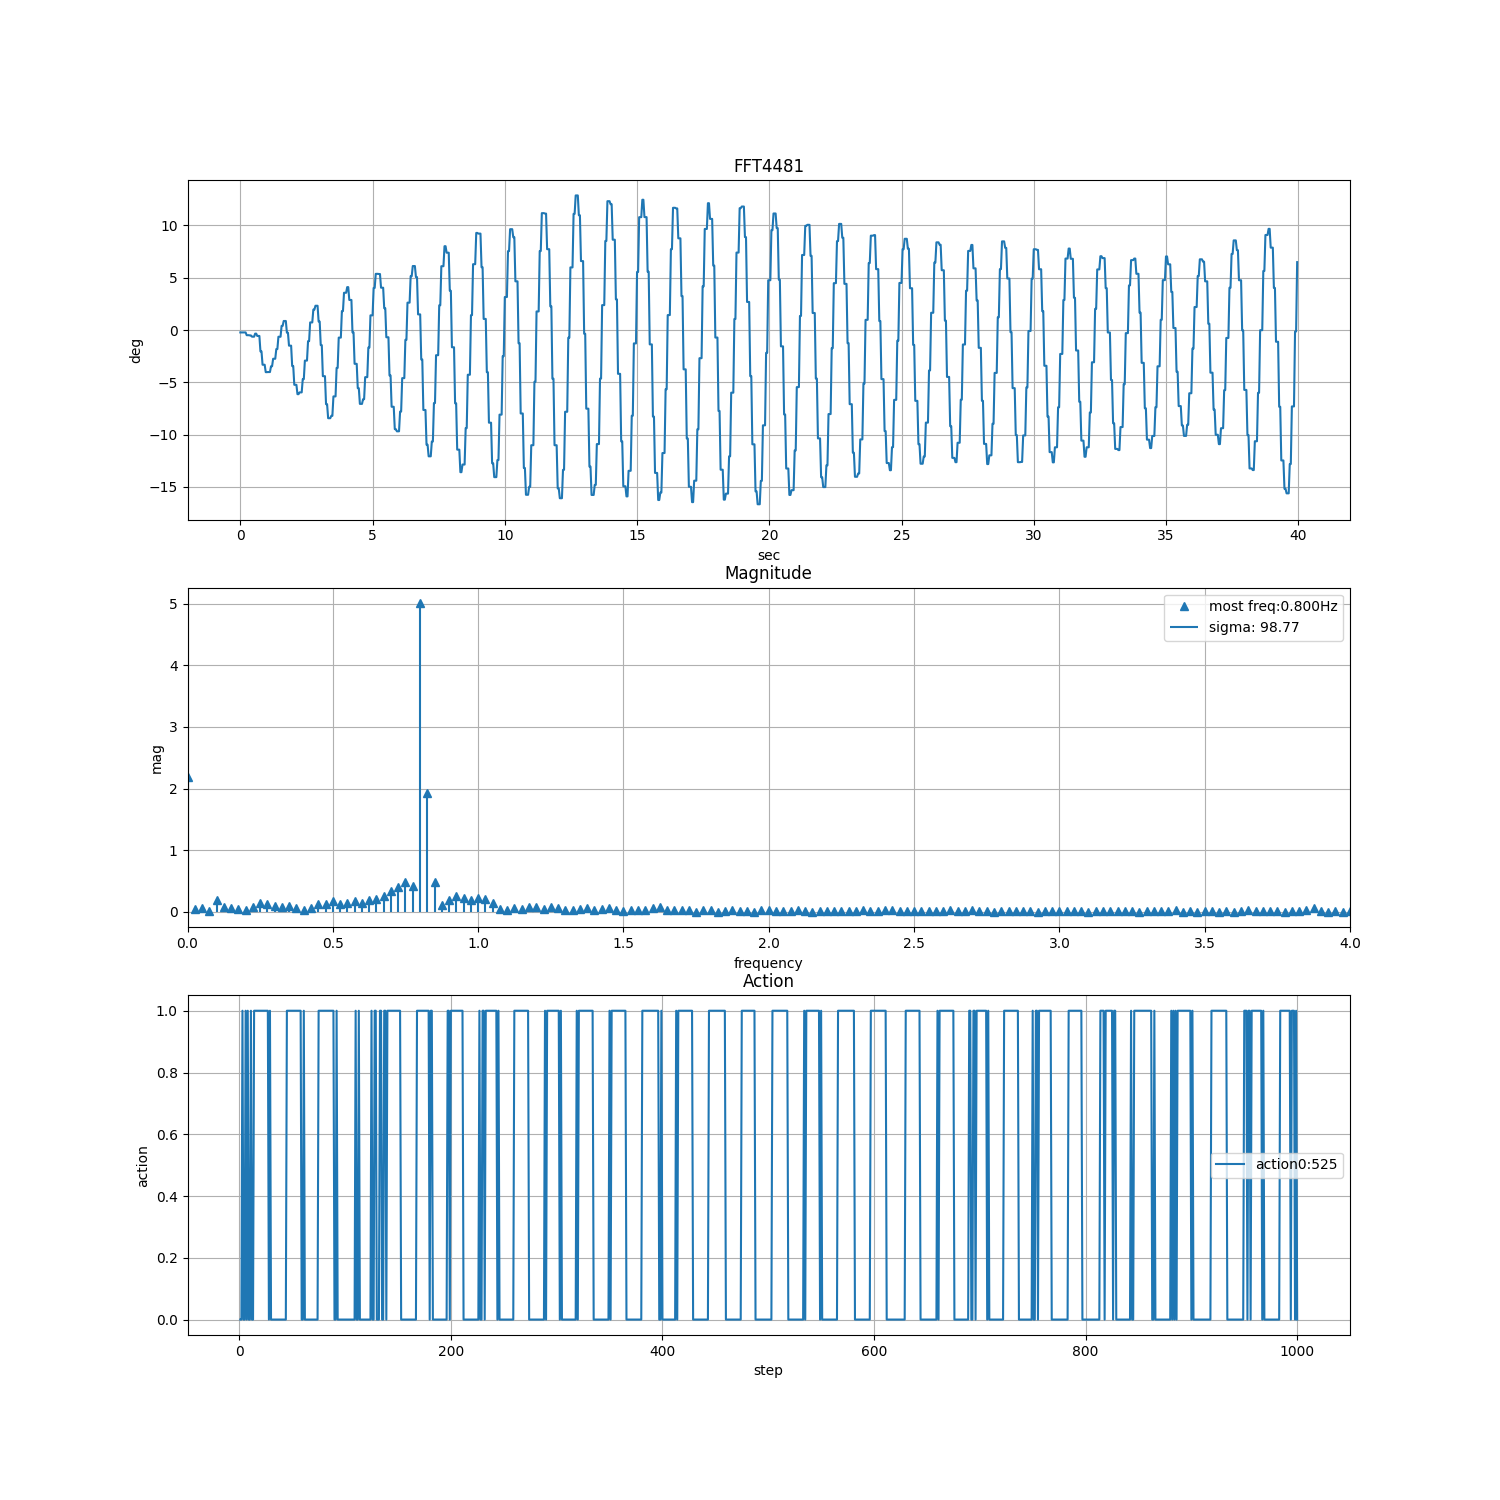 FFT4481
10
5
0
−5
−10
−15
deg
0 5 10 15 20 25 30 35 40
sec
Magnitude
5
4
3
2
1
0
mag
most freq:0.800Hz
sigma: 98.77
0.0 0.5 1.0 1.5 2.0 2.5 3.0 3.5 4.0
frequency
Action
1.0
0.8
0.6
0.4
0.2
0.0
action
action0:525
0 200 400 600 800 1000
step